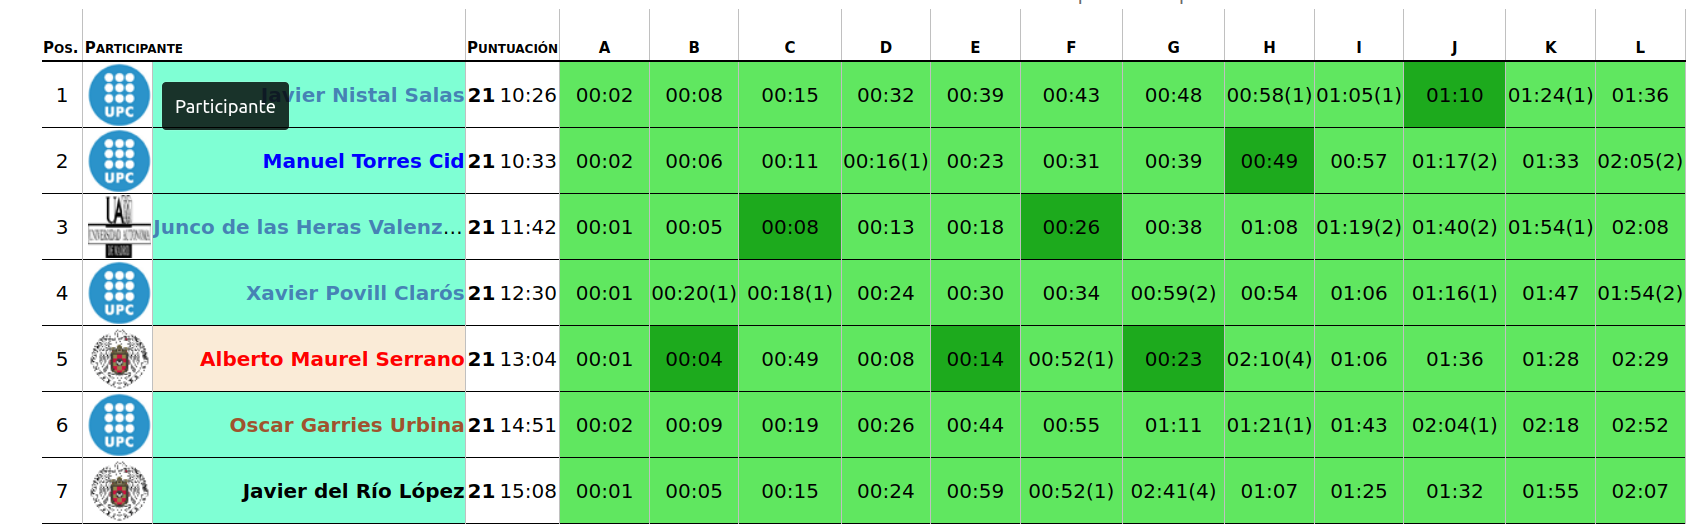 Pos. Participante Puntuación A B C D E F G H I J K L
1 UPC Javier Nistal Salas 21 10:26 00:02 00:08 00:15 00:32 00:39 00:43 00:48 00:58(1) 01:05(1) 01:10 01:24(1) 01:36
Participante
2 UPC Manuel Torres Cid 21 10:33 00:02 00:06 00:11 00:16(1) 00:23 00:31 00:39 00:49 00:57 01:17(2) 01:33 02:05(2)
3 Junco de las Heras Valenz... 21 11:42 00:01 00:05 00:08 00:13 00:18 00:26 00:38 01:08 01:19(2) 01:40(2) 01:54(1) 02:08
4 UPC Xavier Povill Clarós 21 12:30 00:01 00:20(1) 00:18(1) 00:24 00:30 00:34 00:59(2) 00:54 01:06 01:16(1) 01:47 01:54(2)
5 Alberto Maurel Serrano 21 13:04 00:01 00:04 00:49 00:08 00:14 00:52(1) 00:23 02:10(4) 01:06 01:36 01:28 02:29
6 UPC Oscar Garries Urbina 21 14:51 00:02 00:09 00:19 00:26 00:44 00:55 01:11 01:21(1) 01:43 02:04(1) 02:18 02:52
7 Javier del Río López 21 15:08 00:01 00:05 00:15 00:24 00:59 00:52(1) 02:41(4) 01:07 01:25 01:32 01:55 02:07